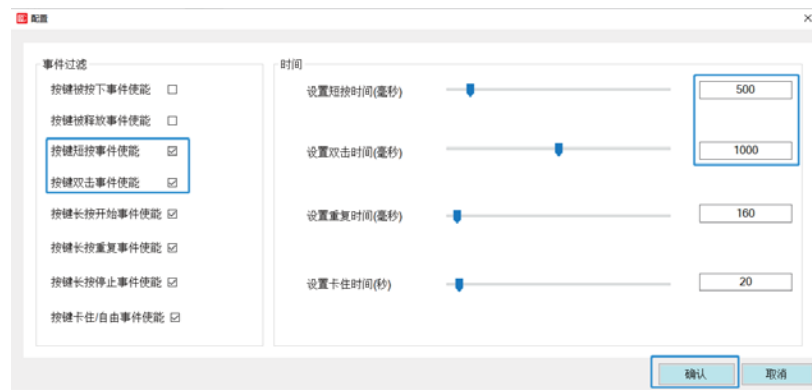 配置
事件过滤
按键被按下事件使能
按键被释放事件使能
按键短按事件使能
按键双击事件使能
按键长按开始事件使能
按键长按重复事件使能
按键长按停止事件使能
按键卡住/自由事件使能
时间
设置短按时间(毫秒) 500
设置双击时间(毫秒) 1000
设置重复时间(毫秒) 160
设置卡住时间(秒) 20
确认 取消